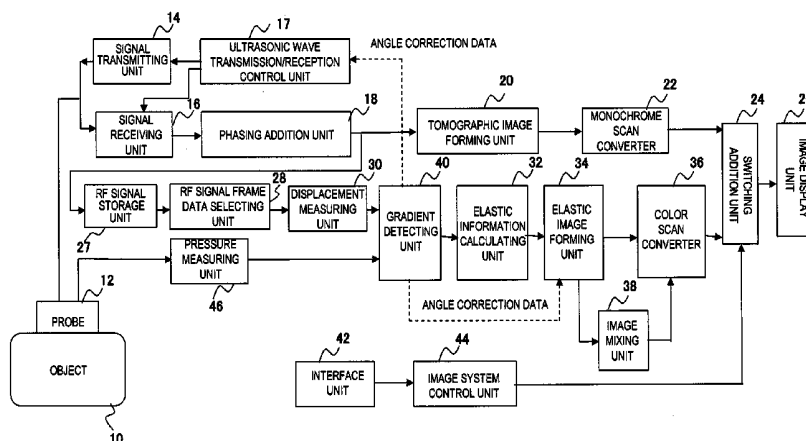 14
SIGNAL
TRANSMITTING
UNIT
17
ULTRASONIC WAVE
TRANSMISSION/RECEPTION
CONTROL UNIT
ANGLE CORRECTION DATA
16
SIGNAL
RECEIVING
UNIT
18
PHASING ADDITION UNIT
20
TOMOGRAPHIC IMAGE
FORMING UNIT
22
MONOCHROME
SCAN
CONVERTER
24
SWITCHING
ADDITION UNIT
IMAGE DISPLAY
UNIT
RF SIGNAL
STORAGE
UNIT
27
28
RF SIGNAL FRAME
DATA SELECTING
UNIT
30
DISPLACEMENT
MEASURING
UNIT
40
GRADIENT
DETECTING
UNIT
32
ELASTIC
INFORMATION
CALCULATING
UNIT
34
ELASTIC
IMAGE
FORMING
UNIT
36
COLOR
SCAN
CONVERTER
PRESSURE
MEASURING
UNIT
46
ANGLE CORRECTION DATA
38
IMAGE
MIXING
UNIT
12
PROBE
OBJECT
10
42
INTERFACE
UNIT
44
IMAGE SYSTEM
CONTROL UNIT